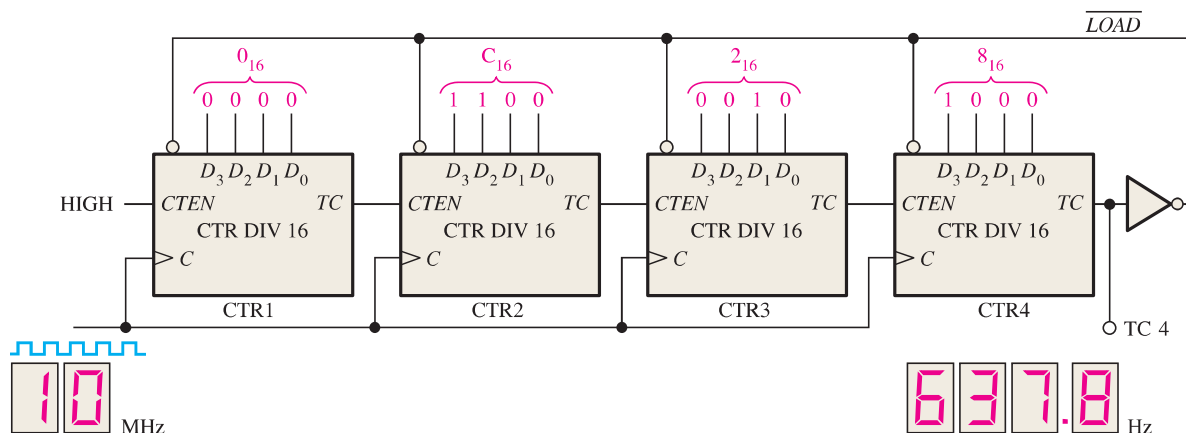 LOAD
0₁₆ C₁₆ 2₁₆ 8₁₆
0 0 0 0 1 1 0 0 0 0 1 0 1 0 0 0
D₃ D₂ D₁ D₀ D₃ D₂ D₁ D₀ D₃ D₂ D₁ D₀ D₃ D₂ D₁ D₀
HIGH CTEN TC CTEN TC CTEN TC CTEN TC
CTR DIV 16 CTR DIV 16 CTR DIV 16 CTR DIV 16
C C C C
CTR1 CTR2 CTR3 CTR4
TC 4
10 MHz 637.8 Hz